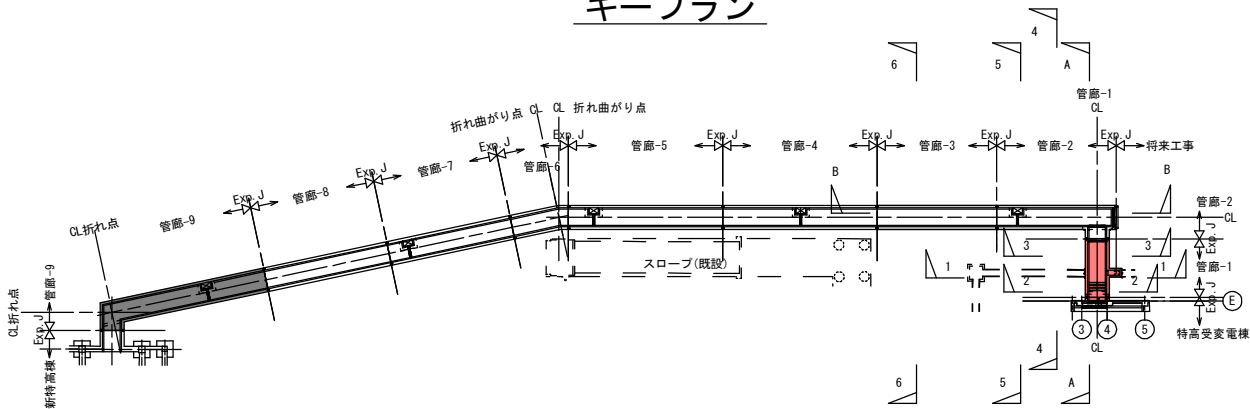 キープラン
4
6
5
A
管廊-1
CL
折れ曲がり点 CL
CL 折れ曲がり点
Exp.J
Exp.J
Exp.J
Exp.J
Exp.J
管廊-5
管廊-4
管廊-3
管廊-2
将来工事
Exp.J
管廊-6
管廊-7
Exp.J
管廊-8
Exp.J
管廊-9
CL折れ点
B
B
管廊-2
CL
Exp.J
管廊-1
Exp.J
3
3
1
1
2
2
スロープ(既設)
E
3
4
5
特高受変電棟
CL
CL折れ点
管廊-9
Exp.J
新特高棟
4
6
5
A